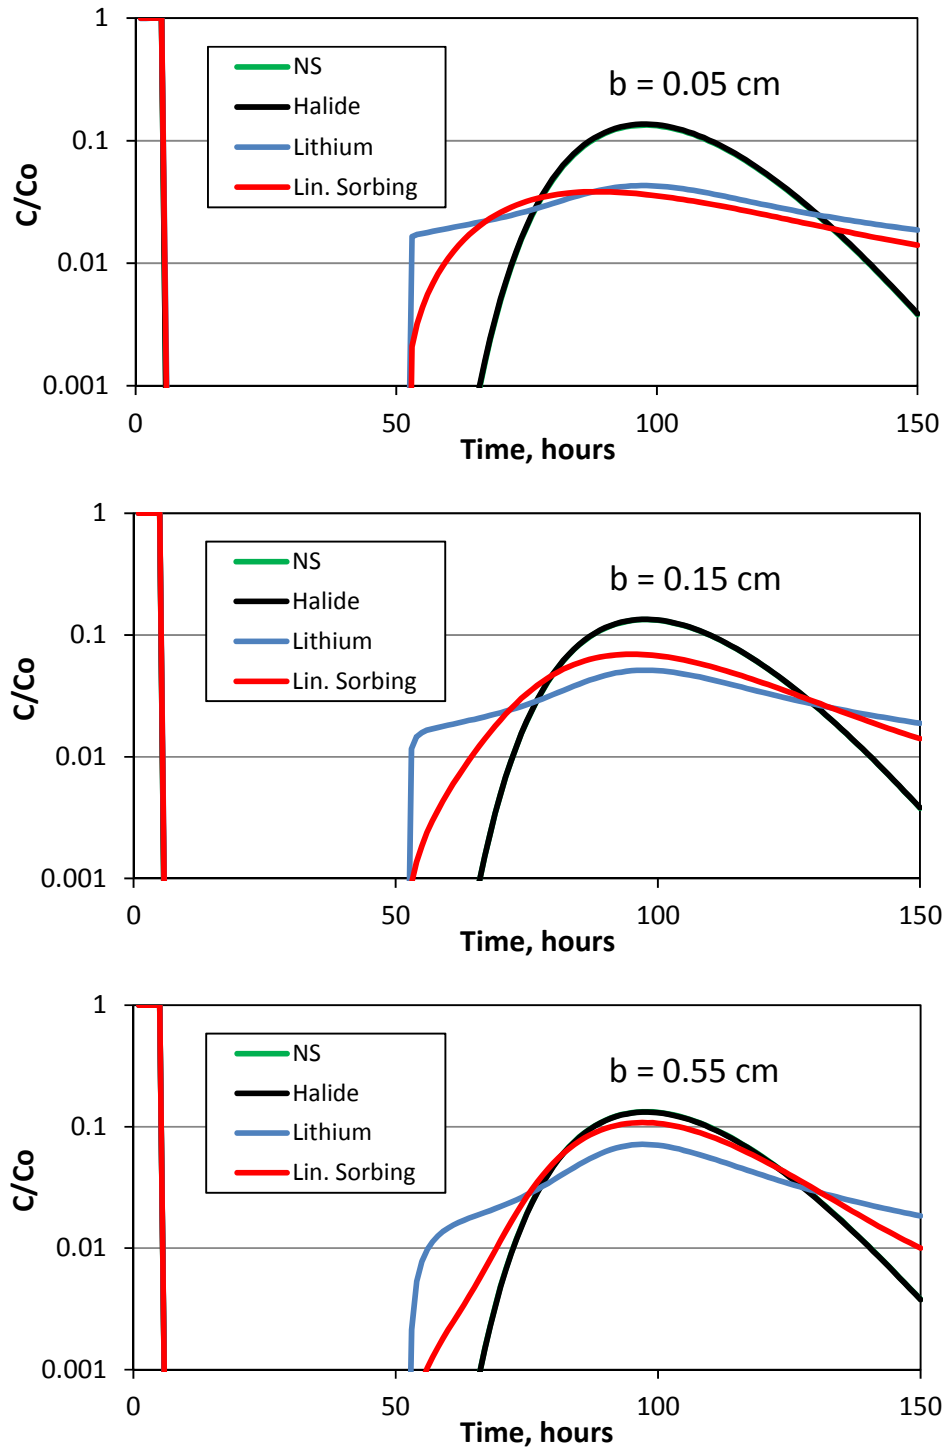 1
0.1
0.01
0.001
C/Co
NS
Halide
Lithium
Lin. Sorbing
b = 0.05 cm
0
50
100
150
Time, hours
1
0.1
0.01
0.001
C/Co
NS
Halide
Lithium
Lin. Sorbing
b = 0.15 cm
0
50
100
150
Time, hours
1
0.1
0.01
0.001
C/Co
NS
Halide
Lithium
Lin. Sorbing
b = 0.55 cm
0
50
100
150
Time, hours